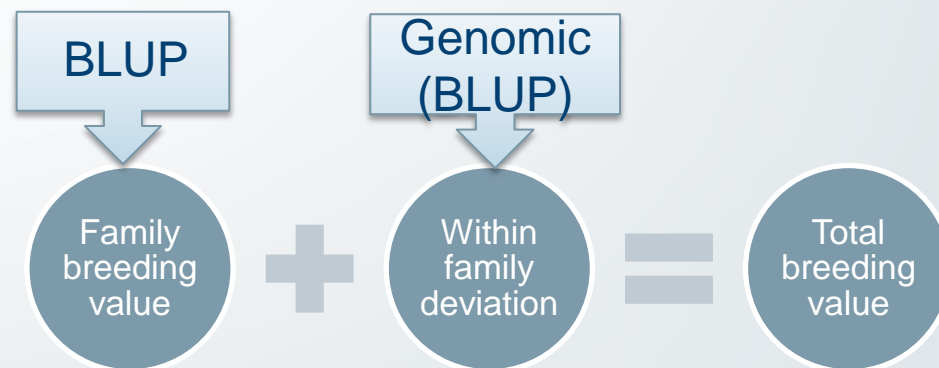 BLUP
Genomic
(BLUP)
Family
breeding
value
Within
family
deviation
Total
breeding
value